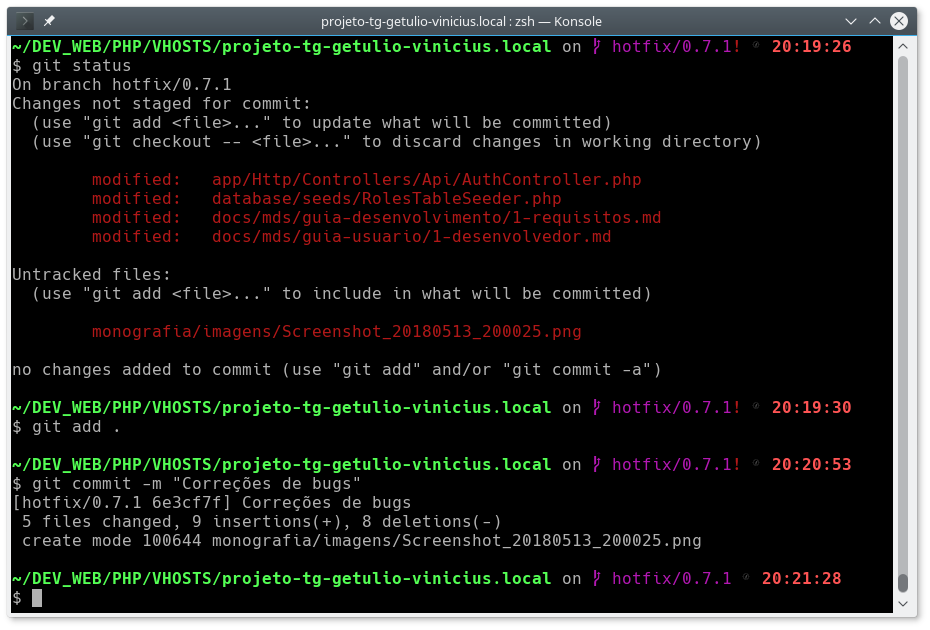 projeto-tg-getulio-vinicius.local : zsh — Konsole
~/DEV_WEB/PHP/VHOSTS/projeto-tg-getulio-vinicius.local on hotfix/0.7.1! 20:19:26
$ git status
On branch hotfix/0.7.1
Changes not staged for commit:
  (use "git add <file>..." to update what will be committed)
  (use "git checkout -- <file>..." to discard changes in working directory)
        modified:   app/Http/Controllers/Api/AuthController.php
        modified:   database/seeds/RolesTableSeeder.php
        modified:   docs/mds/guia-desenvolvimento/1-requisitos.md
        modified:   docs/mds/guia-usuario/1-desenvolvedor.md
Untracked files:
  (use "git add <file>..." to include in what will be committed)
        monografia/imagens/Screenshot_20180513_200025.png
no changes added to commit (use "git add" and/or "git commit -a")
~/DEV_WEB/PHP/VHOSTS/projeto-tg-getulio-vinicius.local on hotfix/0.7.1! 20:19:30
$ git add .
~/DEV_WEB/PHP/VHOSTS/projeto-tg-getulio-vinicius.local on hotfix/0.7.1! 20:20:53
$ git commit -m "Correções de bugs"
[hotfix/0.7.1 6e3cf7f] Correções de bugs
 5 files changed, 9 insertions(+), 8 deletions(-)
 create mode 100644 monografia/imagens/Screenshot_20180513_200025.png
~/DEV_WEB/PHP/VHOSTS/projeto-tg-getulio-vinicius.local on hotfix/0.7.1 20:21:28
$